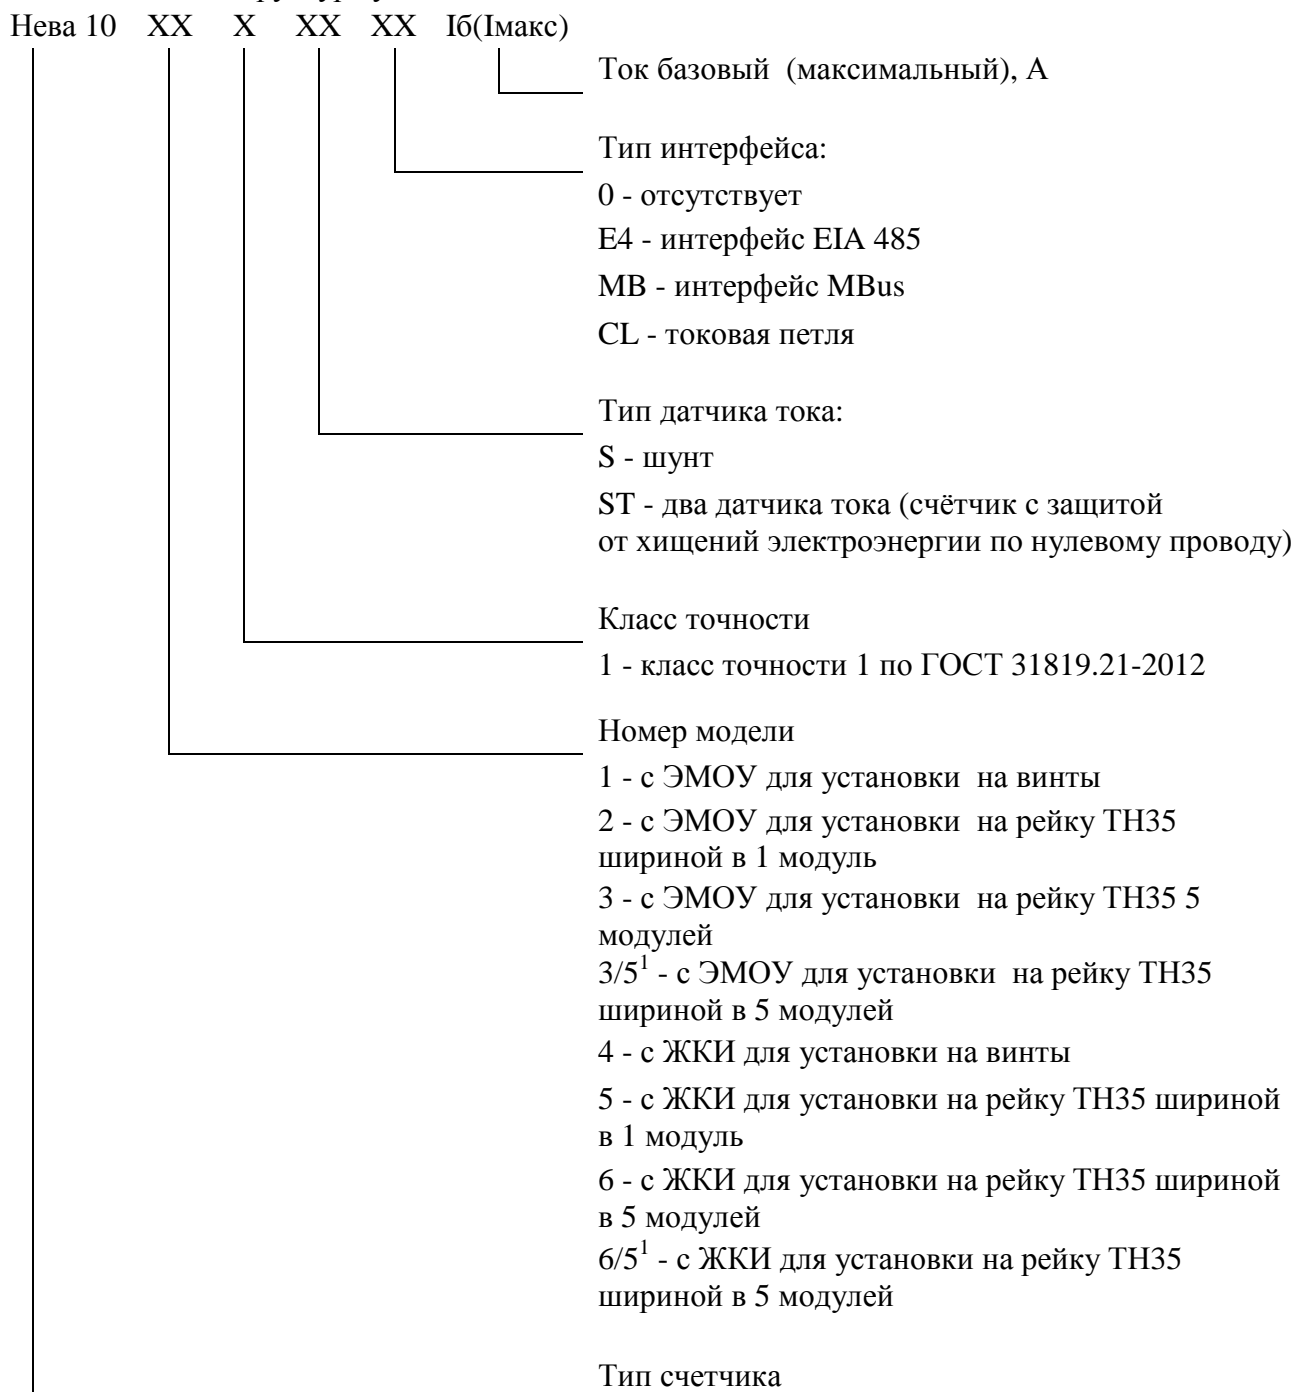 Нева 10 ХХ Х ХХ ХХ Iб(Iмакс)
Ток базовый (максимальный), А
Тип интерфейса:
0 - отсутствует
E4 - интерфейс EIA 485
MB - интерфейс MBus
CL - токовая петля
Тип датчика тока:
S - шунт
ST - два датчика тока (счётчик с защитой
от хищений электроэнергии по нулевому проводу)
Класс точности
1 - класс точности 1 по ГОСТ 31819.21-2012
Номер модели
1 - с ЭМОУ для установки на винты
2 - с ЭМОУ для установки на рейку ТН35
шириной в 1 модуль
3 - с ЭМОУ для установки на рейку ТН35 5
модулей
3/5¹ - с ЭМОУ для установки на рейку ТН35
шириной в 5 модулей
4 - с ЖКИ для установки на винты
5 - с ЖКИ для установки на рейку ТН35 шириной
в 1 модуль
6 - с ЖКИ для установки на рейку ТН35 шириной
в 5 модулей
6/5¹ - с ЖКИ для установки на рейку ТН35
шириной в 5 модулей
Тип счетчика